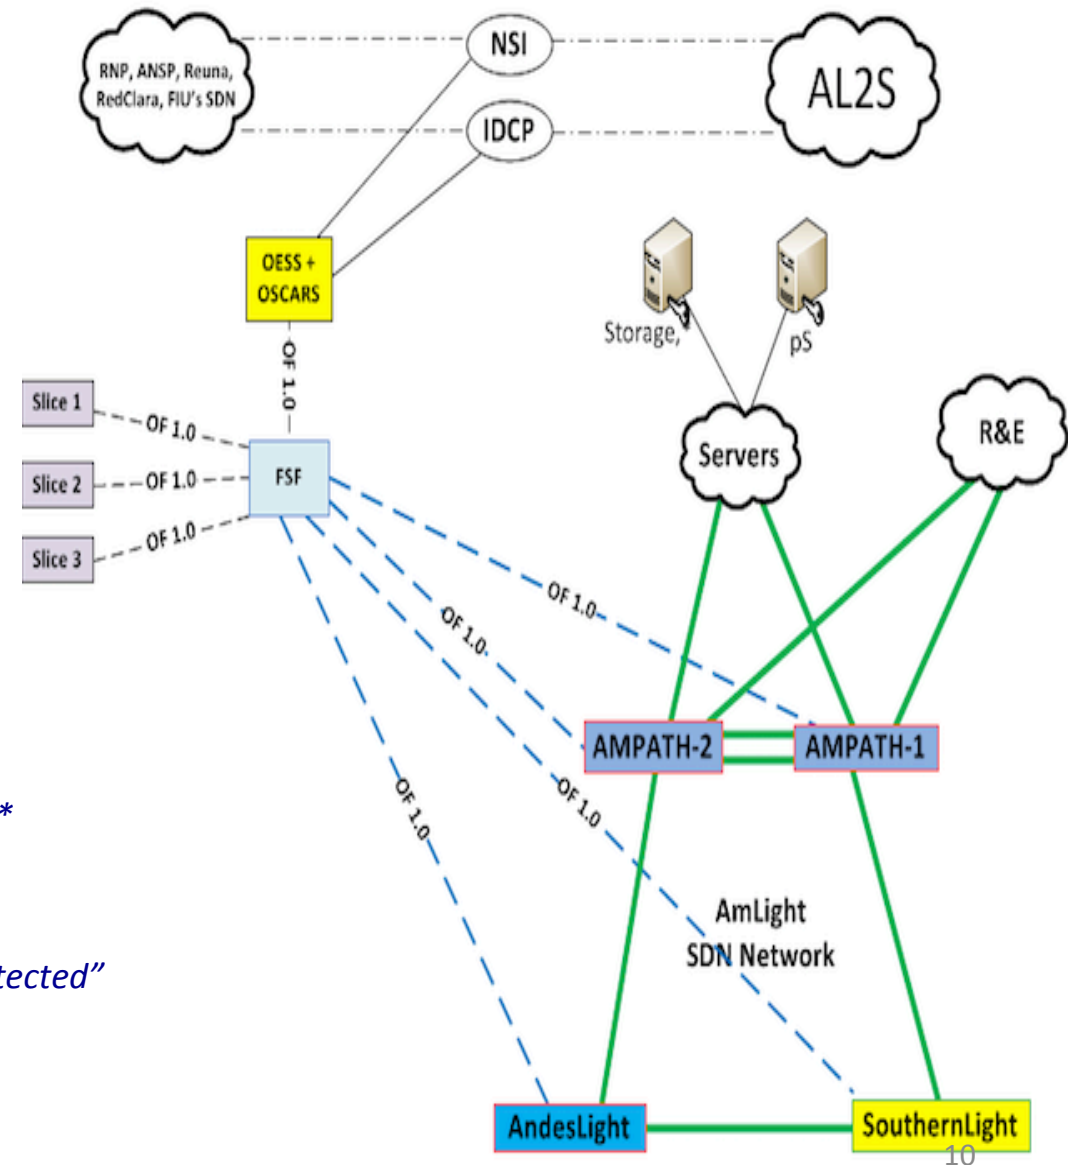 NSI
RNP, ANSP, Reuna,
RedClara, FIU's SDN
AL2S
IDCP
OESS +
OSCARS
Storage,
pS
OF 1.0
Slice 1
OF 1.0
Servers
R&E
Slice 2
OF 1.0
FSF
Slice 3
OF 1.0
OF 1.0
OF 1.0
AMPATH-2
AMPATH-1
OF 1.0
OF 1.0
*
AmLight
SDN Network
tected”
AndesLight
SouthernLight
10